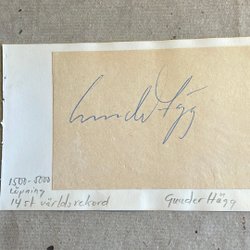 Gunder Hägg
1500-5000
löpning
14 st världsrekord
Gunder Hägg